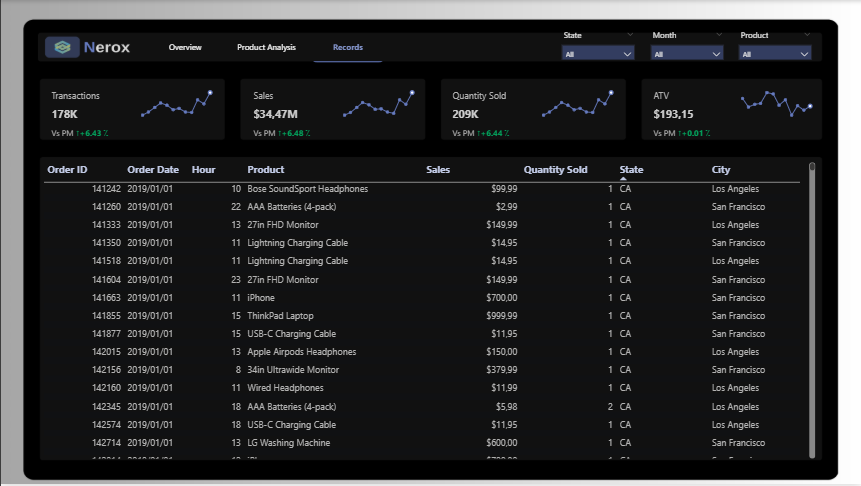 State Month Product
Nerox Overview Product Analysis Records
All All All
Transactions Sales Quantity Sold ATV
178K $34,47M 209K $193,15
Vs PM ↑+6.43 % Vs PM ↑+6.48 % Vs PM ↑+6.44 % Vs PM ↑+0.01 %
Order ID Order Date Hour Product Sales Quantity Sold State City
141242 2019/01/01 10 Bose SoundSport Headphones $99,99 1 CA Los Angeles
141260 2019/01/01 22 AAA Batteries (4-pack) $2,99 1 CA San Francisco
141333 2019/01/01 13 27in FHD Monitor $149,99 1 CA Los Angeles
141350 2019/01/01 11 Lightning Charging Cable $14,95 1 CA San Francisco
141518 2019/01/01 11 Lightning Charging Cable $14,95 1 CA Los Angeles
141604 2019/01/01 23 27in FHD Monitor $149,99 1 CA San Francisco
141663 2019/01/01 11 iPhone $700,00 1 CA San Francisco
141855 2019/01/01 15 ThinkPad Laptop $999,99 1 CA San Francisco
141877 2019/01/01 15 USB-C Charging Cable $11,95 1 CA San Francisco
142015 2019/01/01 13 Apple Airpods Headphones $150,00 1 CA Los Angeles
142156 2019/01/01 8 34in Ultrawide Monitor $379,99 1 CA San Francisco
142160 2019/01/01 11 Wired Headphones $11,99 1 CA Los Angeles
142345 2019/01/01 18 AAA Batteries (4-pack) $5,98 2 CA Los Angeles
142574 2019/01/01 18 USB-C Charging Cable $11,95 1 CA Los Angeles
142714 2019/01/01 13 LG Washing Machine $600,00 1 CA San Francisco